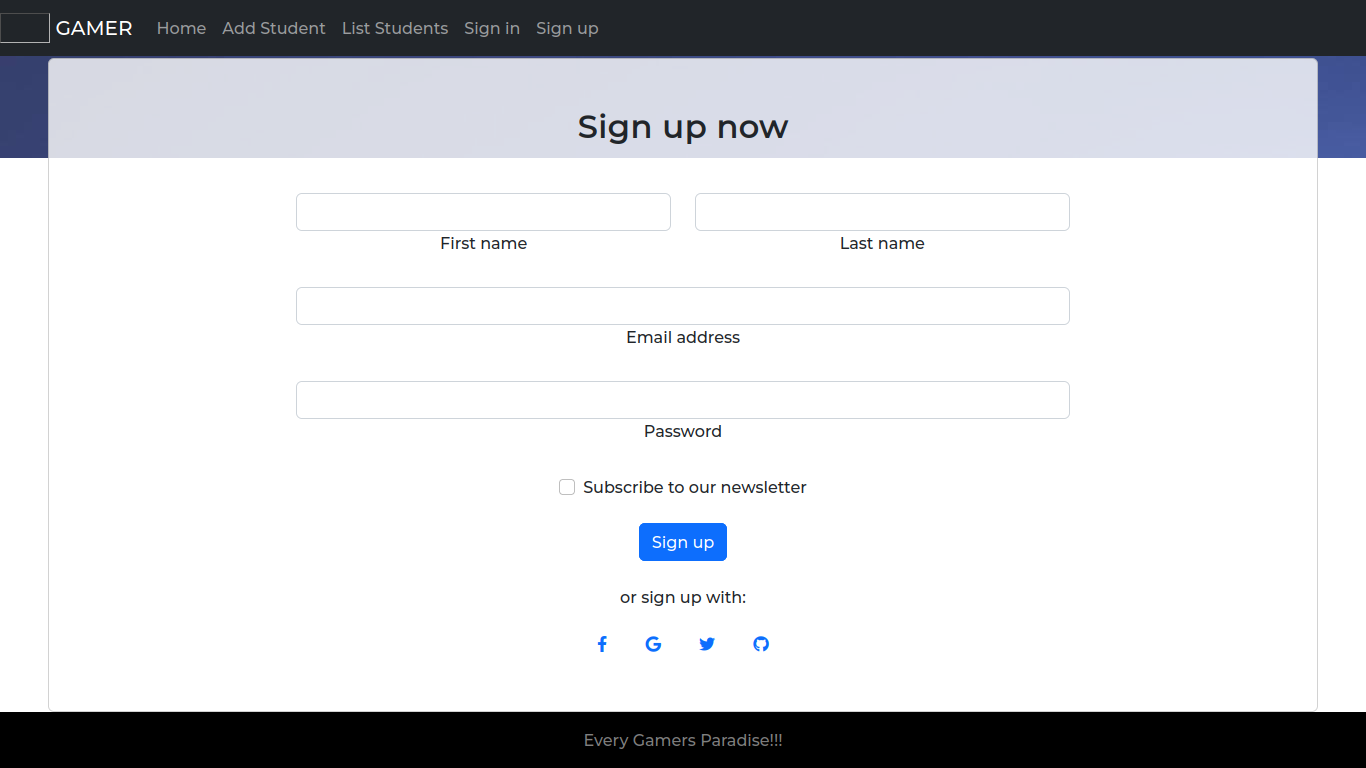 GAMER Home Add Student List Students Sign in Sign up
Sign up now
First name Last name
Email address
Password
Subscribe to our newsletter
Sign up
or sign up with:
Every Gamers Paradise!!!